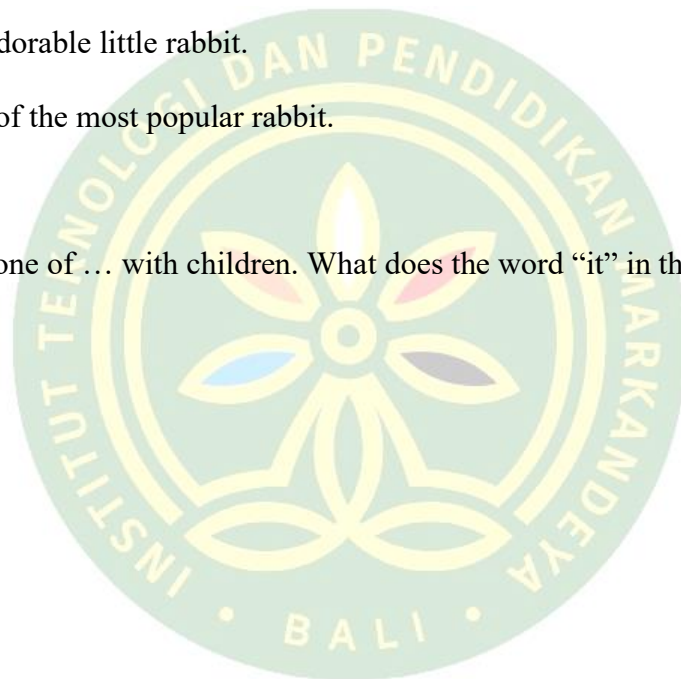 dorable little rabbit.
of the most popular rabbit.
one of … with children. What does the word “it” in th
INSTITUT TEKNOLOGI DAN PENDIDIKAN MARKANDEYA
• BALI •